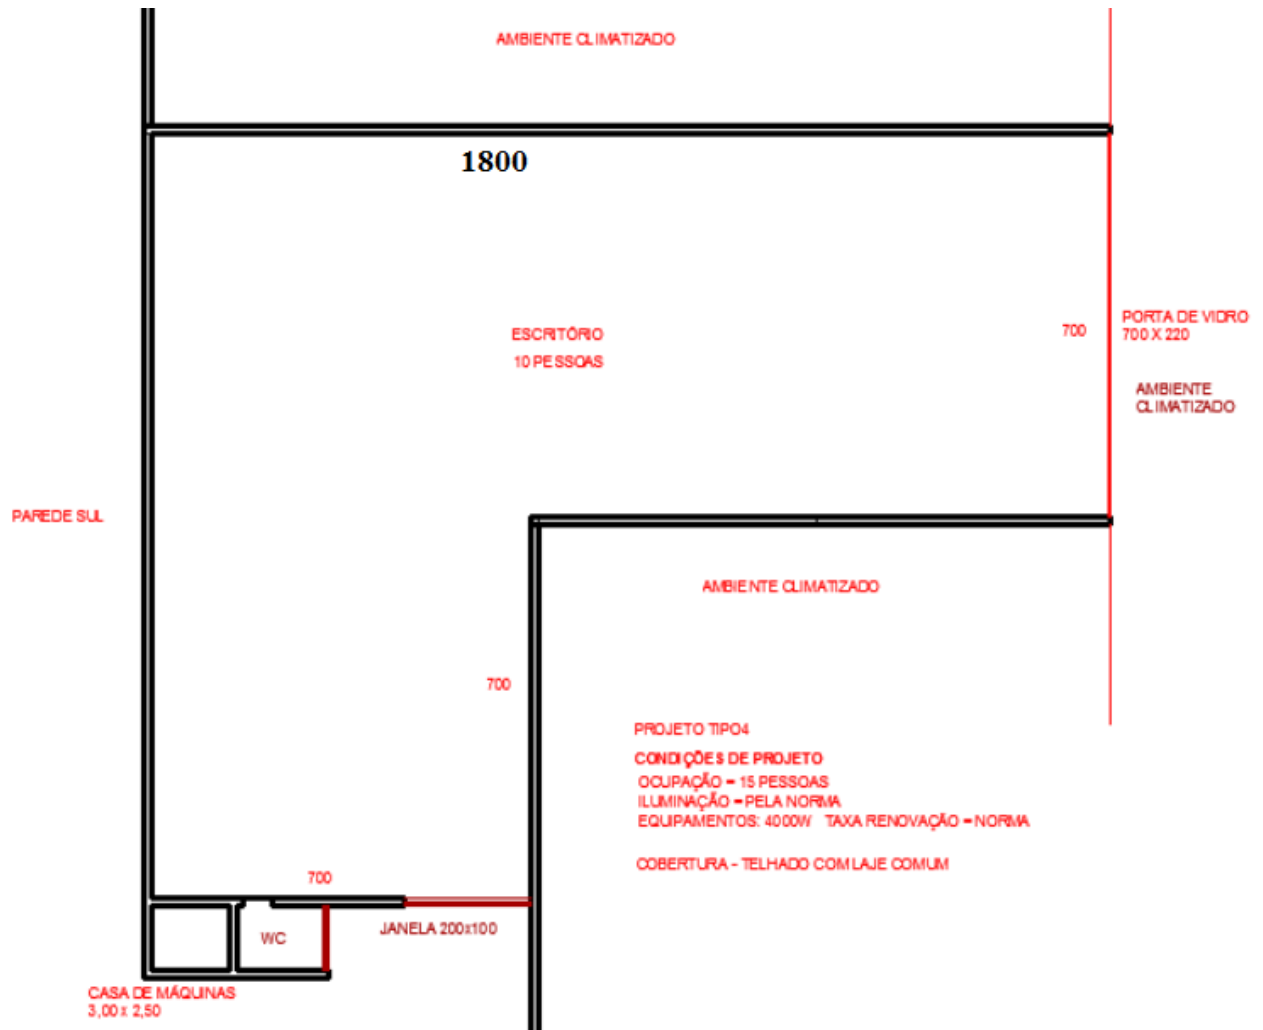 AMBIENTE CLIMATIZADO
1800
ESCRITÓRIO
10 PESSOAS
700
PORTA DE VIDRO
700 X 220
AMBIENTE
CLIMATIZADO
PAREDE SUL
AMBIENTE CLIMATIZADO
700
PROJETO TIPO4
CONDIÇÕES DE PROJETO
OCUPAÇÃO = 15 PESSOAS
ILUMINAÇÃO = PELA NORMA
EQUIPAMENTOS: 4000W TAXA RENOVAÇÃO = NORMA
COBERTURA - TELHADO COM LAJE COMUM
700
JANELA 200x100
WC
CASA DE MÁQUINAS
3,00 x 2,50